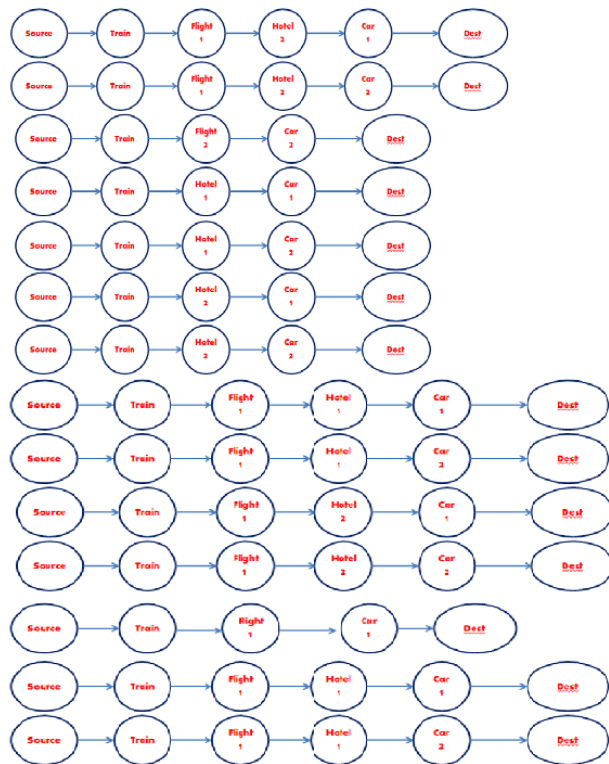 Source Train Flight 1 Hotel 2 Car 1 Dest
Source Train Flight 1 Hotel 2 Car 2 Dest
Source Train Flight 2 Car 2 Dest
Source Train Hotel 1 Car 1 Dest
Source Train Hotel 1 Car 2 Dest
Source Train Hotel 2 Car 1 Dest
Source Train Hotel 2 Car 2 Dest
Source Train Flight 1 Hotel 1 Car 1 Dest
Source Train Flight 1 Hotel 1 Car 2 Dest
Source Train Flight 1 Hotel 2 Car 1 Dest
Source Train Flight 1 Hotel 2 Car 2 Dest
Source Train Flight 1 Car 1 Dest
Source Train Flight 1 Hotel 1 Car 1 Dest
Source Train Flight 1 Hotel 1 Car 2 Dest